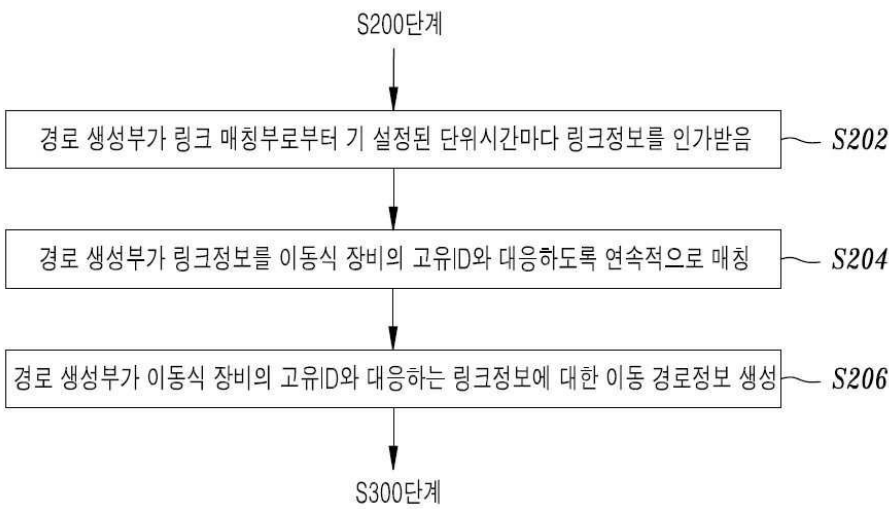 S200단계
경로 생성부가 링크 매칭부로부터 기 설정된 단위시간마다 링크정보를 인가받음 S202
경로 생성부가 링크정보를 이동식 장비의 고유ID와 대응하도록 연속적으로 매칭 S204
경로 생성부가 이동식 장비의 고유ID와 대응하는 링크정보에 대한 이동 경로정보 생성 S206
S300단계